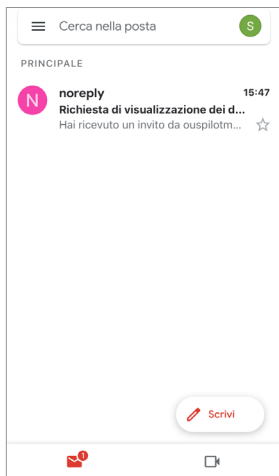 Cerca nella posta
S
PRINCIPALE
N
noreply 15:47
Richiesta di visualizzazione dei d...
Hai ricevuto un invito da ouspilotm...
Scrivi
1